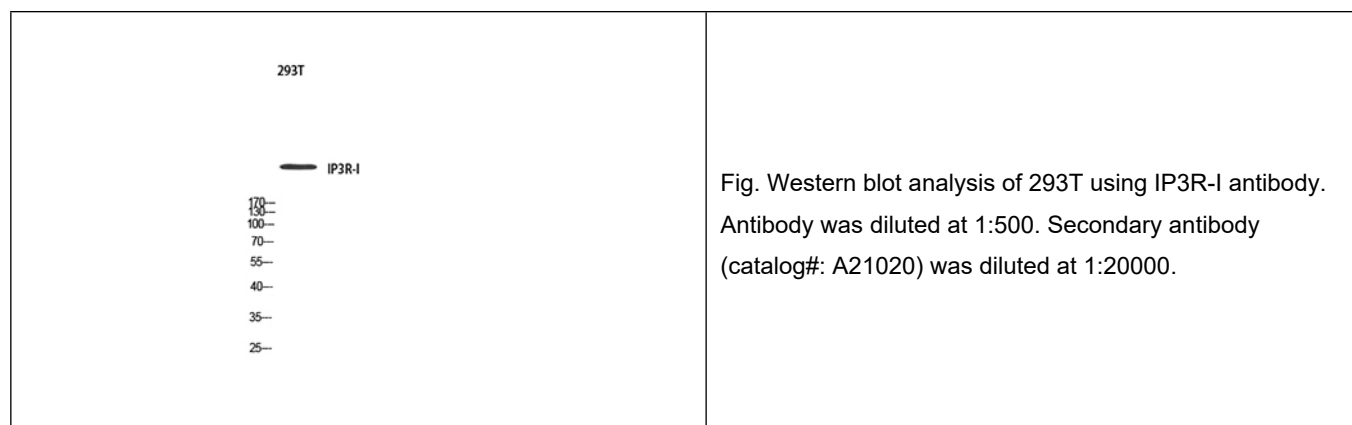 293T
IP3R-I
170—
130—
100—
70—
55—
40—
35—
25—
Fig. Western blot analysis of 293T using IP3R-I antibody.
Antibody was diluted at 1:500. Secondary antibody
(catalog#: A21020) was diluted at 1:20000.